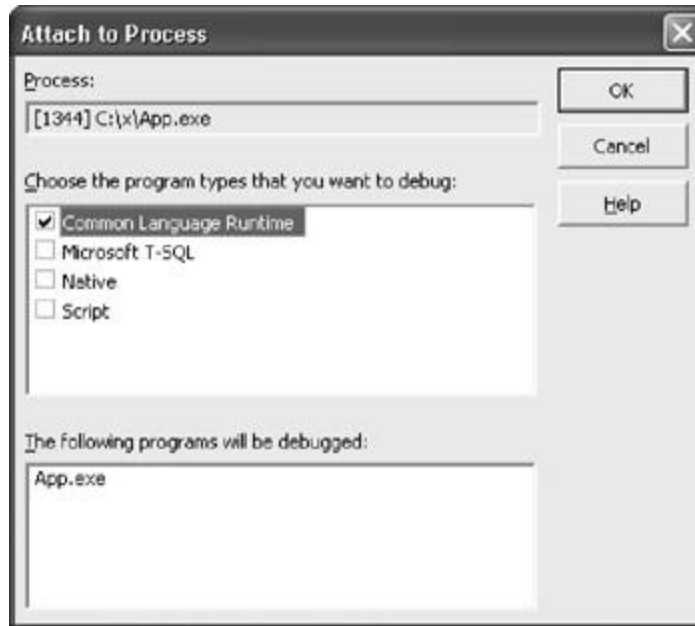 Attach to Process
Process:
[1344] C:\x\App.exe
OK
Cancel
Help
Choose the program types that you want to debug:
Common Language Runtime
Microsoft T-SQL
Native
Script
The following programs will be debugged:
App.exe